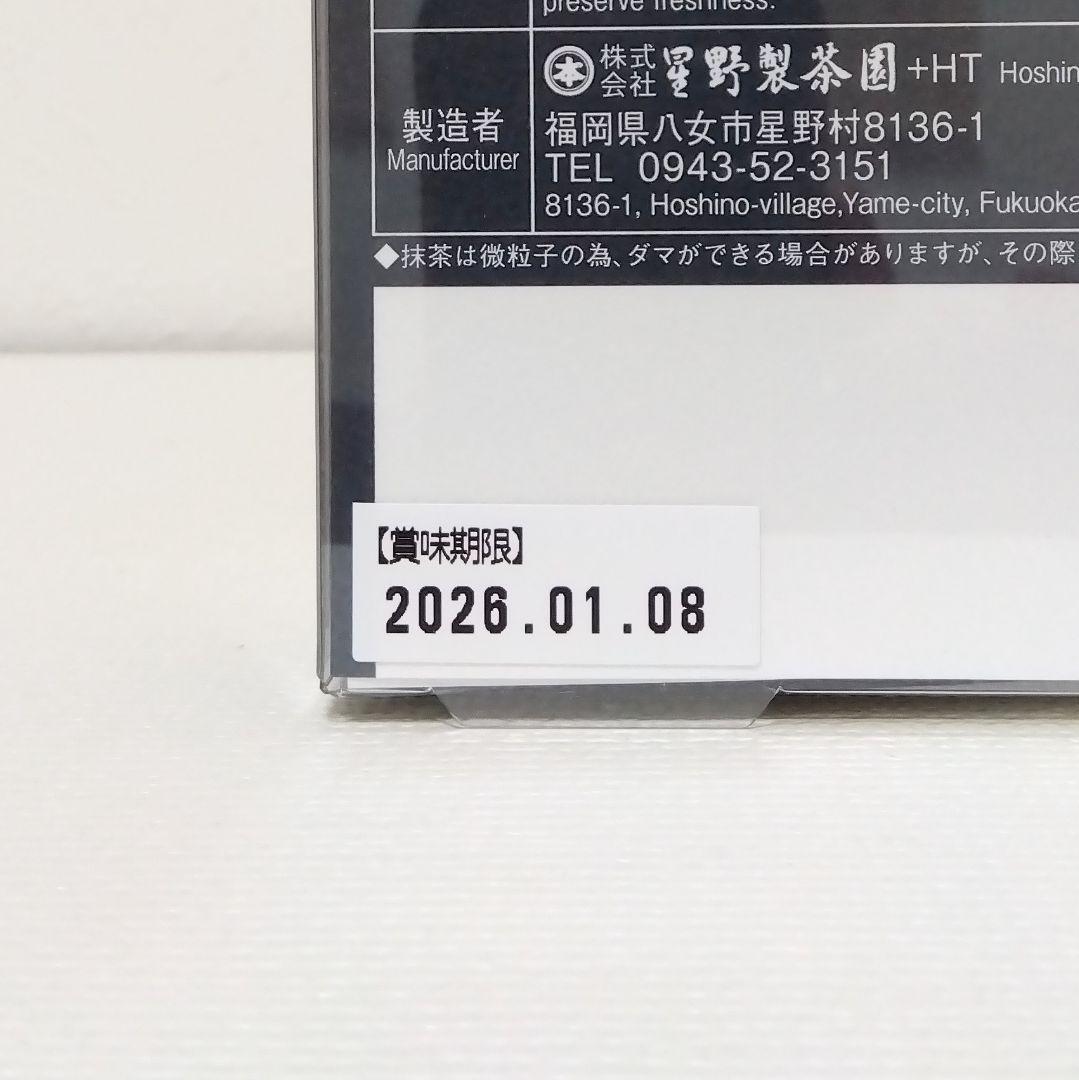 preserve freshness.
製造者
Manufacturer
本 株式会社 星野製茶園 +HT Hoshin
福岡県八女市星野村8136-1
TEL 0943-52-3151
8136-1, Hoshino-village,Yame-city, Fukuoka
◆抹茶は微粒子の為、ダマができる場合がありますが、その際
【賞味期限】
2026.01.08